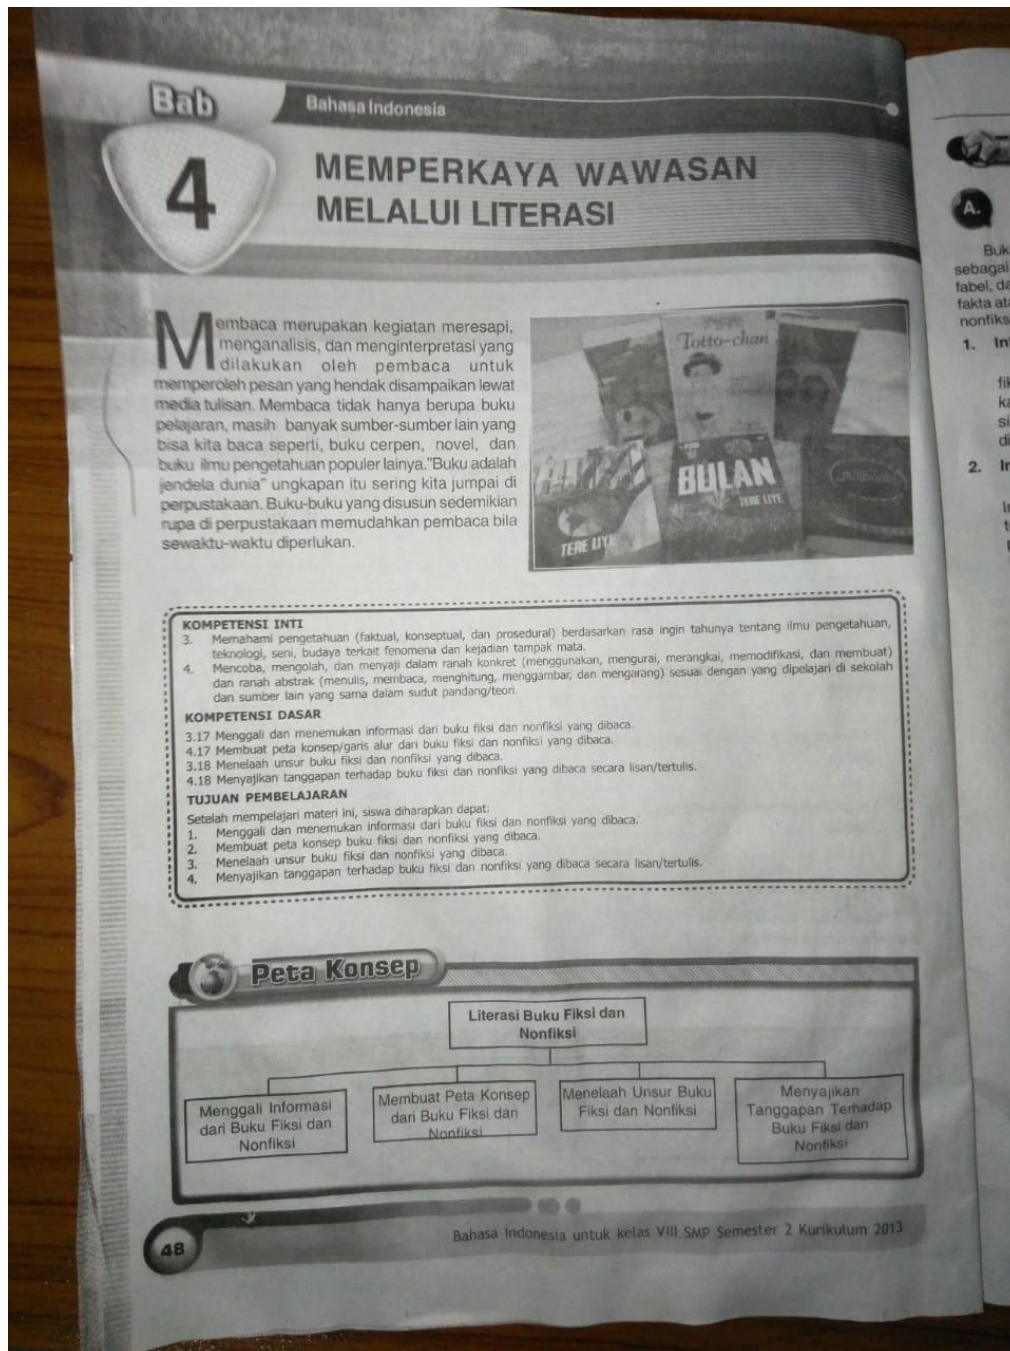 Bab
4
Bahasa Indonesia
MEMPERKAYA WAWASAN
MELALUI LITERASI
Membaca merupakan kegiatan meresapi,
menganalisis, dan menginterpretasi yang
dilakukan oleh pembaca untuk
memperoleh pesan yang hendak disampaikan lewat
media tulisan. Membaca tidak hanya berupa buku
pelajaran, masih banyak sumber-sumber lain yang
bisa kita baca seperti, buku cerpen, novel, dan
buku ilmu pengetahuan populer lainya."Buku adalah
jendela dunia" ungkapan itu sering kita jumpai di
perpustakaan. Buku-buku yang disusun sedemikian
rupa di perpustakaan memudahkan pembaca bila
sewaktu-waktu diperlukan.
Totto-chan
BULAN
TERE LIYE
TERE LIYE
KOMPETENSI INTI
3. Memahami pengetahuan (faktual, konseptual, dan prosedural) berdasarkan rasa ingin tahunya tentang ilmu pengetahuan,
teknologi, seni, budaya terkait fenomena dan kejadian tampak mata.
4. Mencoba, mengolah, dan menyaji dalam ranah konkret (menggunakan, mengurai, merangkai, memodifikasi, dan membuat)
dan ranah abstrak (menulis, membaca, menghitung, menggambar, dan mengarang) sesuai dengan yang dipelajari di sekolah
dan sumber lain yang sama dalam sudut pandang/teori.
KOMPETENSI DASAR
3.17 Menggali dan menemukan informasi dari buku fiksi dan nonfiksi yang dibaca.
4.17 Membuat peta konsep/garis alur dari buku fiksi dan nonfiksi yang dibaca.
3.18 Menelaah unsur buku fiksi dan nonfiksi yang dibaca.
4.18 Menyajikan tanggapan terhadap buku fiksi dan nonfiksi yang dibaca secara lisan/tertulis.
TUJUAN PEMBELAJARAN
Setelah mempelajari materi ini, siswa diharapkan dapat:
1. Menggali dan menemukan informasi dari buku fiksi dan nonfiksi yang dibaca.
2. Membuat peta konsep buku fiksi dan nonfiksi yang dibaca.
3. Menelaah unsur buku fiksi dan nonfiksi yang dibaca.
4. Menyajikan tanggapan terhadap buku fiksi dan nonfiksi yang dibaca secara lisan/tertulis.
Peta Konsep
Literasi Buku Fiksi dan
Nonfiksi
Menggali Informasi
dari Buku Fiksi dan
Nonfiksi
Membuat Peta Konsep
dari Buku Fiksi dan
Nonfiksi
Menelaah Unsur Buku
Fiksi dan Nonfiksi
Menyajikan
Tanggapan Terhadap
Buku Fiksi dan
Nonfiksi
48
Bahasa Indonesia untuk kelas VIII SMP Semester 2 Kurikulum 2013
A.
sebagai
fabel,
fakta
1.
2.